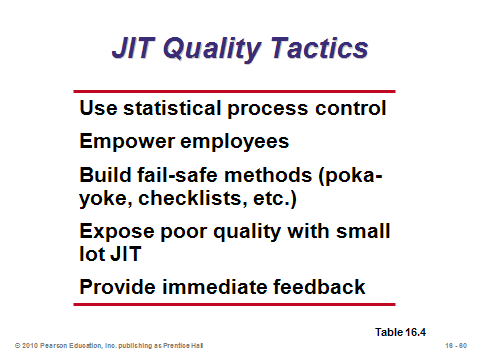 JIT Quality Tactics
Use statistical process control
Empower employees
Build fail-safe methods (poka-
yoke, checklists, etc.)
Expose poor quality with small
lot JIT
Provide immediate feedback
Table 16.4
© 2010 Pearson Education, Inc. publishing as Prentice Hall
16 - 60